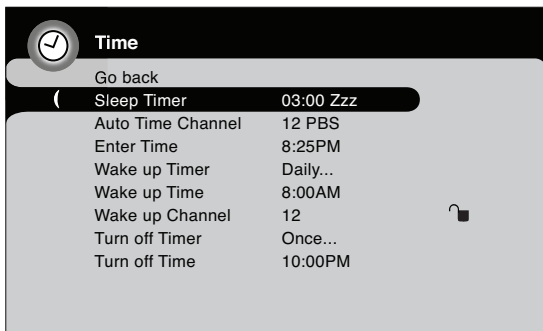 Time
Go back
Sleep Timer 03:00 Zzz
Auto Time Channel 12 PBS
Enter Time 8:25PM
Wake up Timer Daily...
Wake up Time 8:00AM
Wake up Channel 12
Turn off Timer Once...
Turn off Time 10:00PM